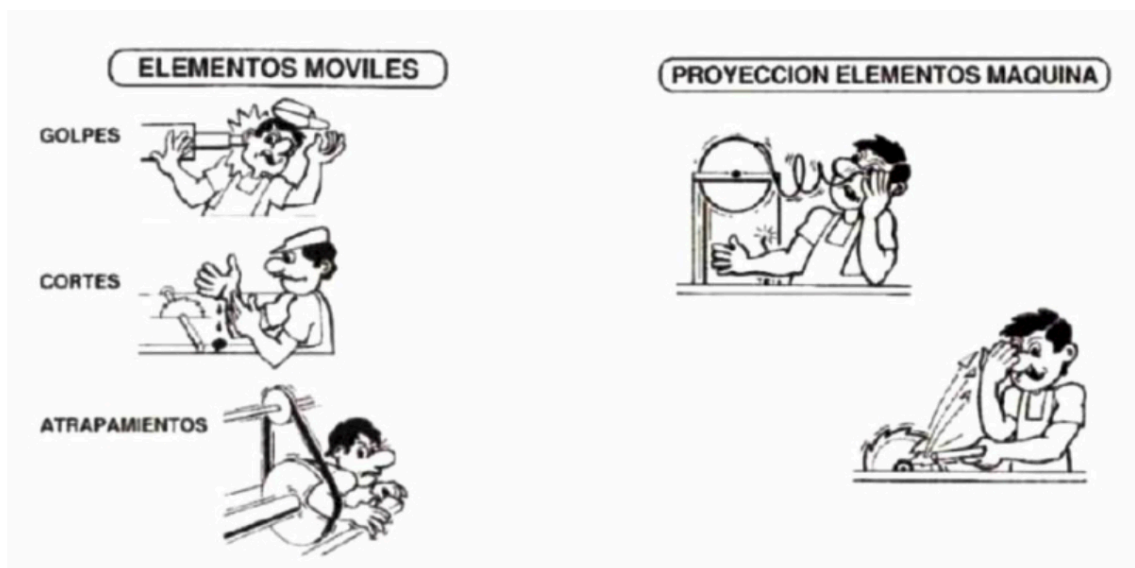 ELEMENTOS MOVILES
GOLPES
CORTES
ATRAPAMIENTOS
PROYECCION ELEMENTOS MAQUINA